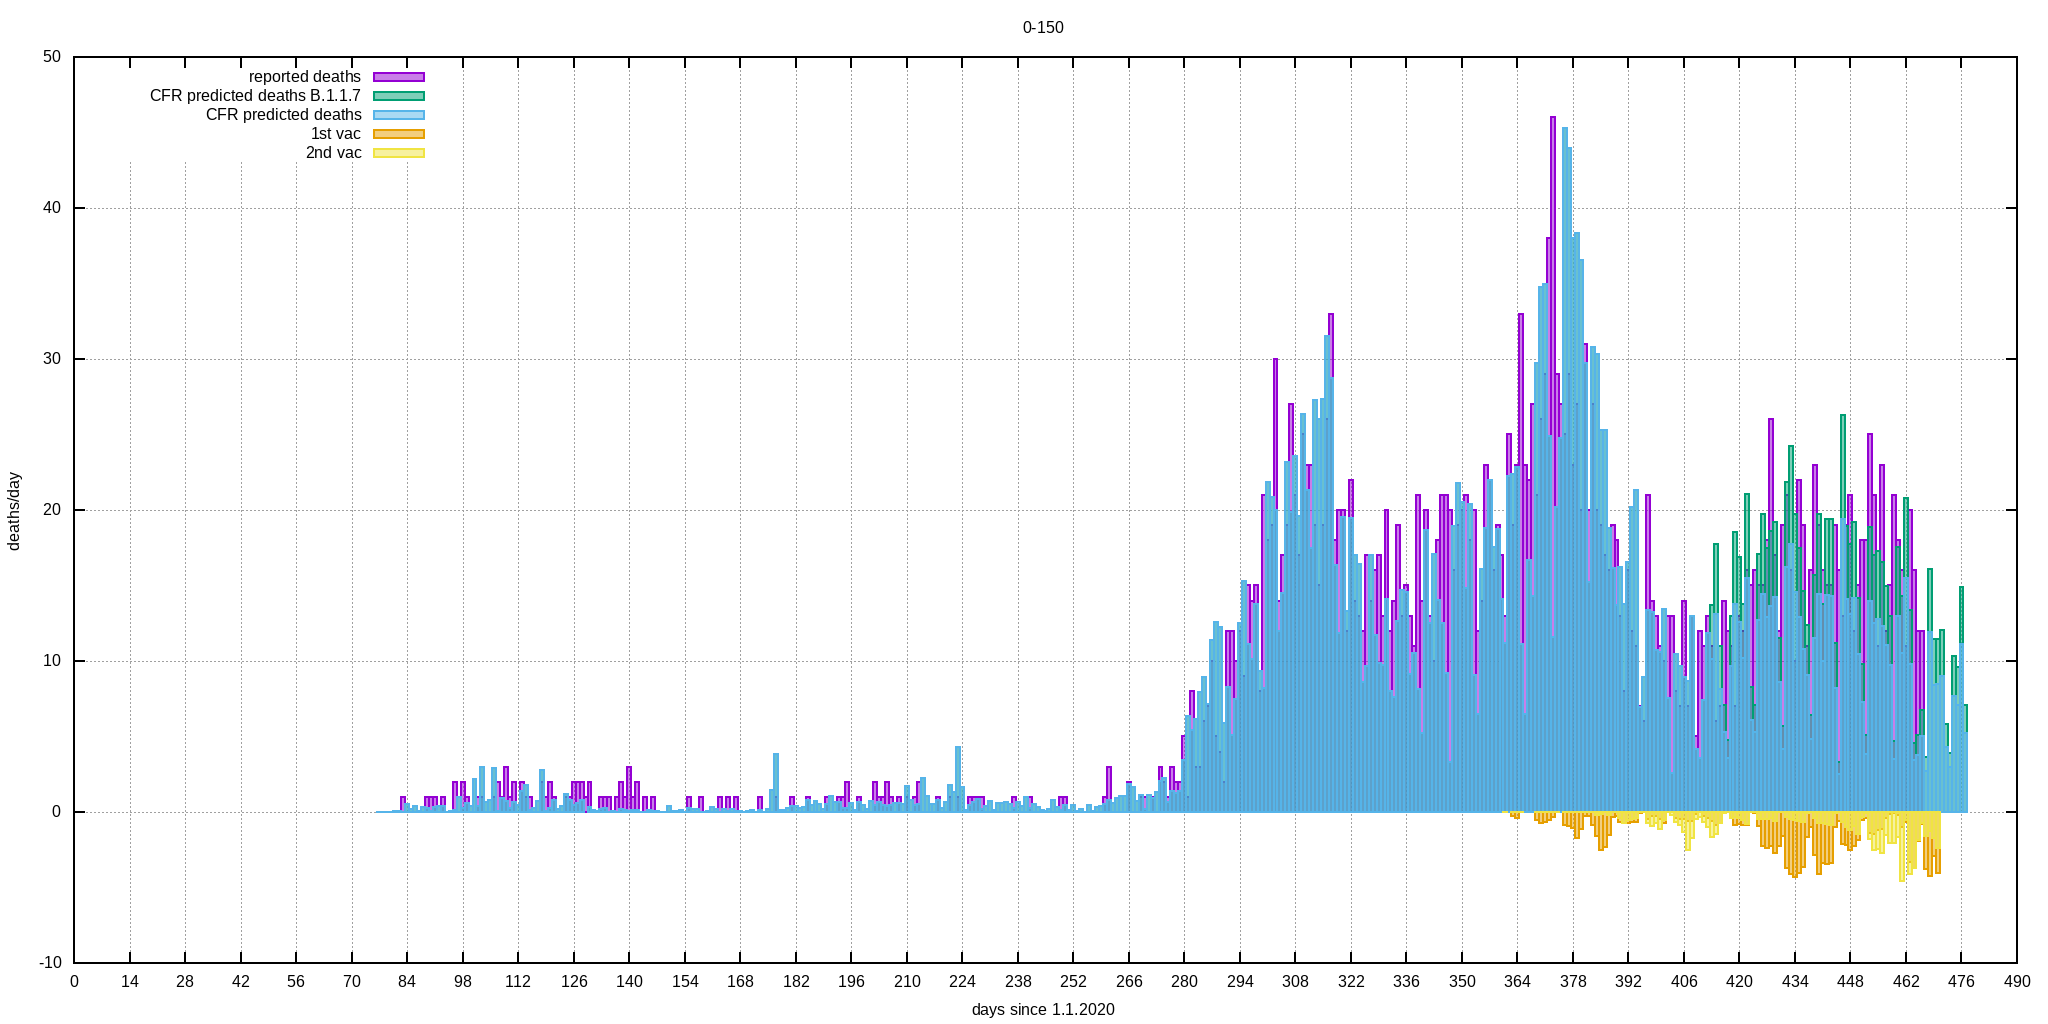 0-150
50
reported deaths
CFR predicted deaths B.1.1.7
CFR predicted deaths
1st vac
2nd vac
40
30
deaths/day
20
10
0
-10
0 14 28 42 56 70 84 98 112 126 140 154 168 182 196 210 224 238 252 266 280 294 308 322 336 350 364 378 392 406 420 434 448 462 476 490
days since 1.1.2020